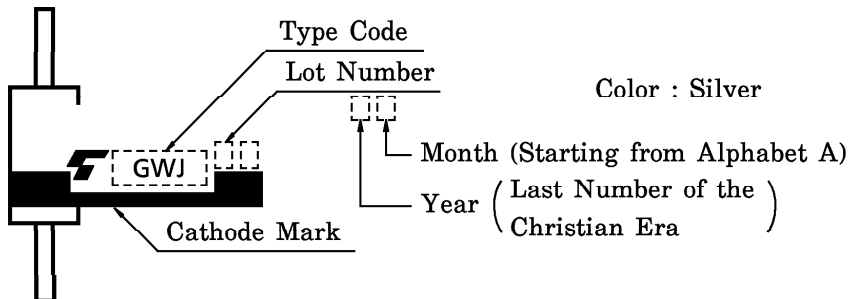 Type Code
Lot Number
Color : Silver
GWJ
Month (Starting from Alphabet A)
Year (Last Number of the
Christian Era)
Cathode Mark